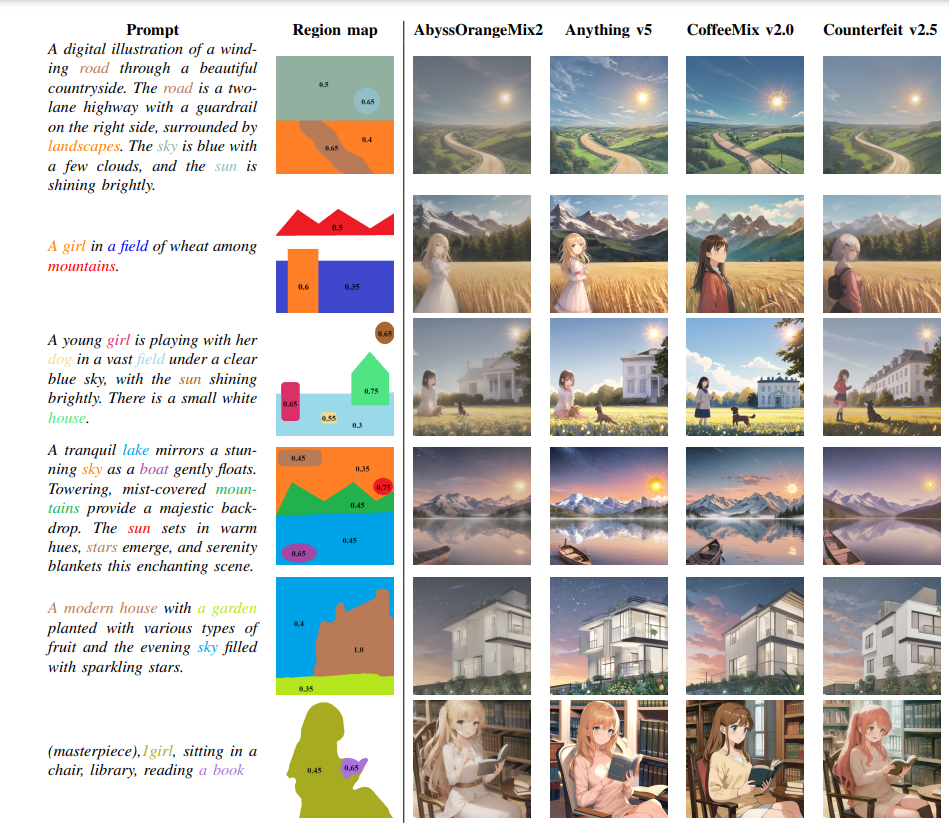 Prompt Region map AbyssOrangeMix2 Anything v5 CoffeeMix v2.0 Counterfeit v2.5
A digital illustration of a wind-
ing road through a beautiful
countryside. The road is a two-
lane highway with a guardrail
on the right side, surrounded by
landscapes. The sky is blue with
a few clouds, and the sun is
shining brightly.
0.5
0.65
0.4
0.65
A girl in a field of wheat among
mountains.
0.5
0.6
0.35
A young girl is playing with her
dog in a vast field under a clear
blue sky, with the sun shining
brightly. There is a small white
house.
0.65
0.75
0.65
0.55
0.3
A tranquil lake mirrors a stun-
ning sky as a boat gently floats.
Towering, mist-covered moun-
tains provide a majestic back-
drop. The sun sets in warm
hues, stars emerge, and serenity
blankets this enchanting scene.
0.45
0.35
0.75
0.45
0.45
0.65
A modern house with a garden
planted with various types of
fruit and the evening sky filled
with sparkling stars.
0.4
1.0
0.35
(masterpiece),1girl, sitting in a
chair, library, reading a book
0.45
0.65